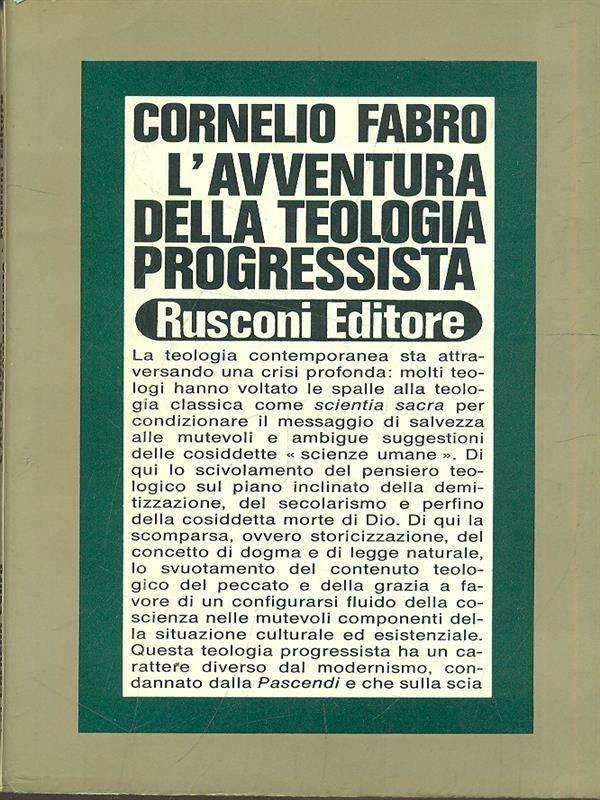 CORNELIO FABRO
L'AVVENTURA
DELLA TEOLOGIA
PROGRESSISTA
Rusconi Editore
La teologia contemporanea sta attra-
versando una crisi profonda: molti teo-
logi hanno voltato le spalle alla teolo-
gia classica come scientia sacra per
condizionare il messaggio di salvezza
alle mutevoli e ambigue suggestioni
delle cosiddette « scienze umane ». Di
qui lo scivolamento del pensiero teo-
logico sul piano inclinato della demi-
tizzazione, del secolarismo e perfino
della cosiddetta morte di Dio. Di qui la
scomparsa, ovvero storicizzazione, del
concetto di dogma e di legge naturale,
lo svuotamento del contenuto teolo-
gico del peccato e della grazia a fa-
vore di un configurarsi fluido della co-
scienza nelle mutevoli componenti del-
la situazione culturale ed esistenziale.
Questa teologia progressista ha un ca-
rattere diverso dal modernismo, con-
dannato dalla Pascendi e che sulla scia